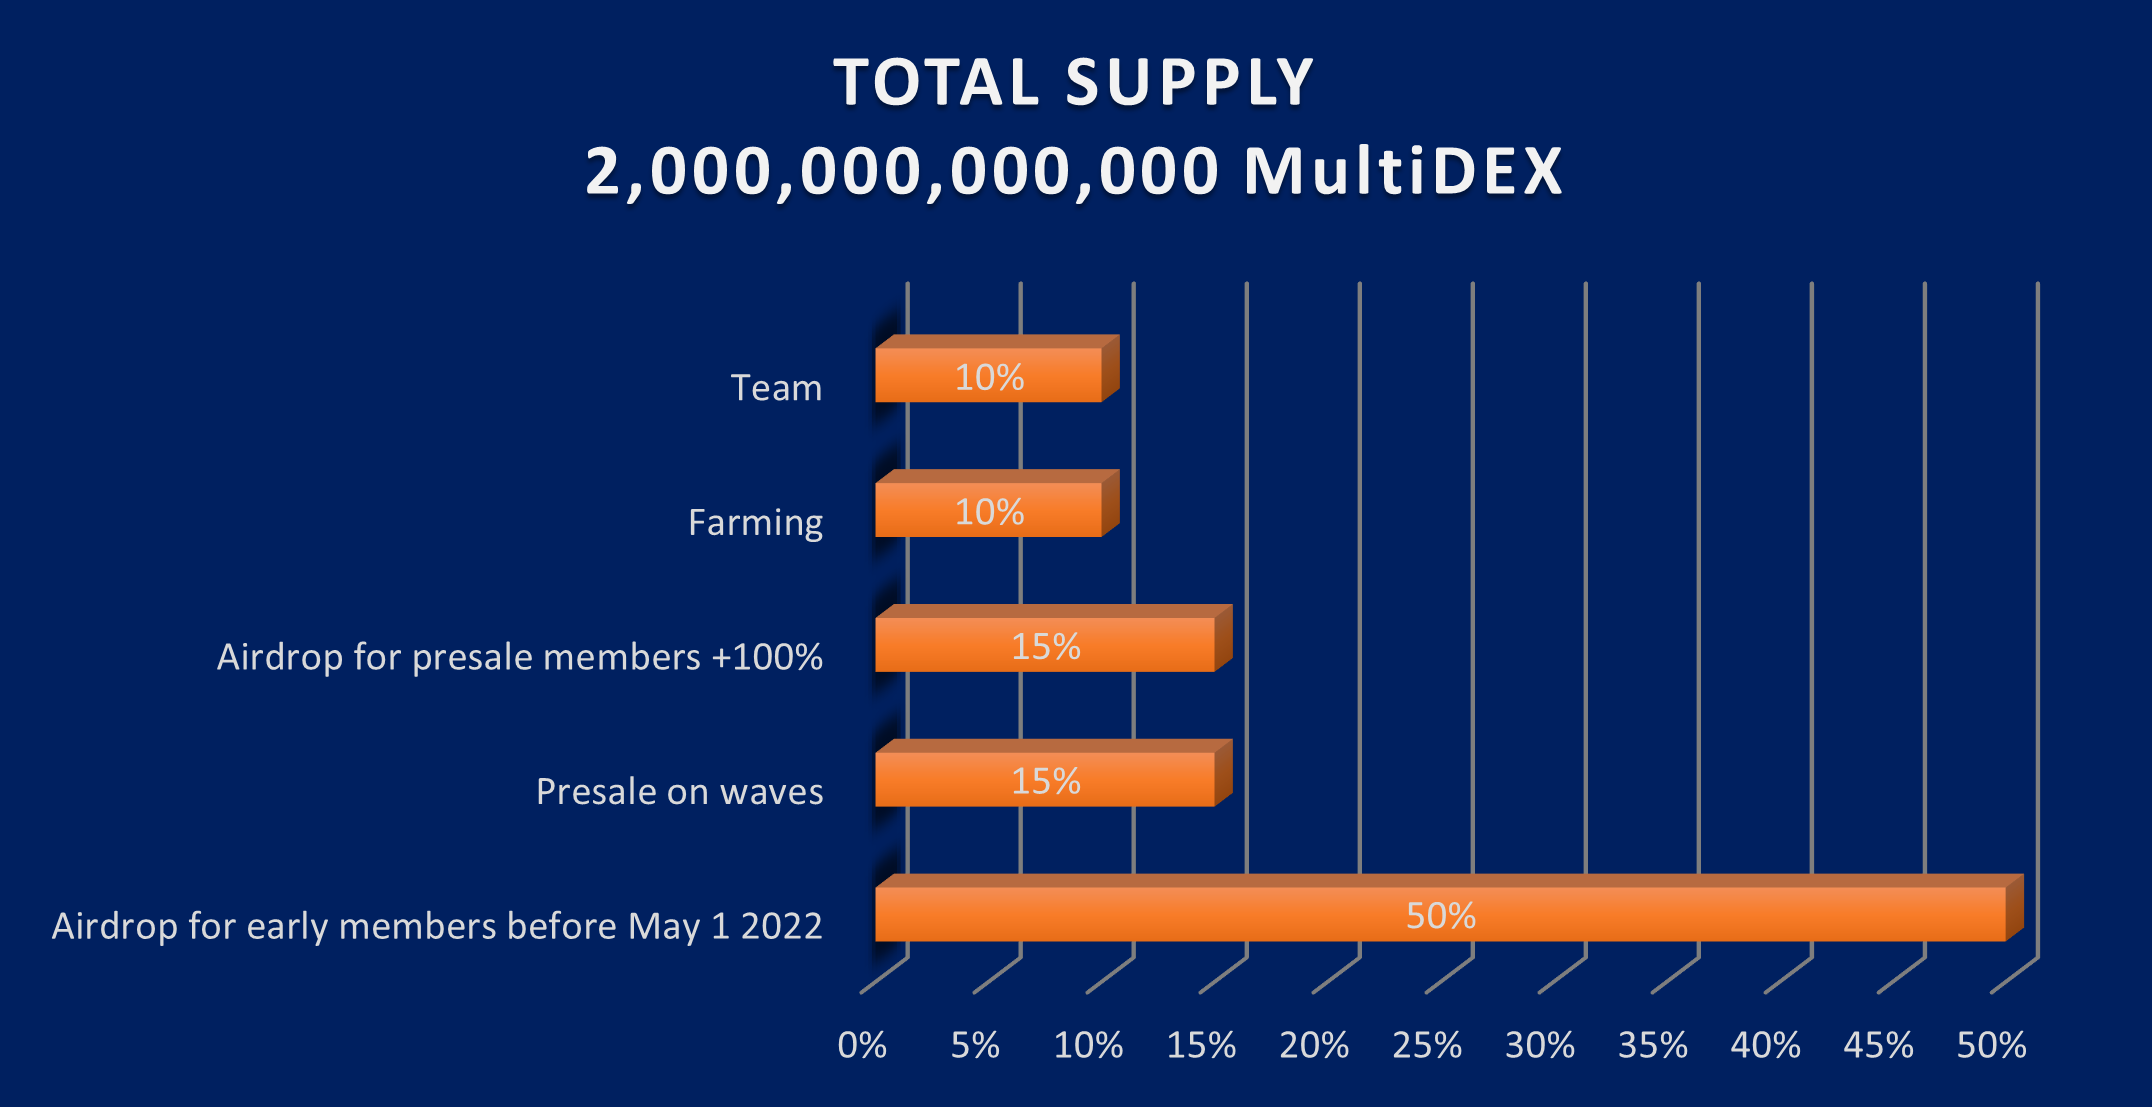 TOTAL SUPPLY
2,000,000,000,000 MultiDEX
Team
10%
Farming
10%
Airdrop for presale members +100%
15%
Presale on waves
15%
Airdrop for early members before May 1 2022
50%
0% 5% 10% 15% 20% 25% 30% 35% 40% 45% 50%